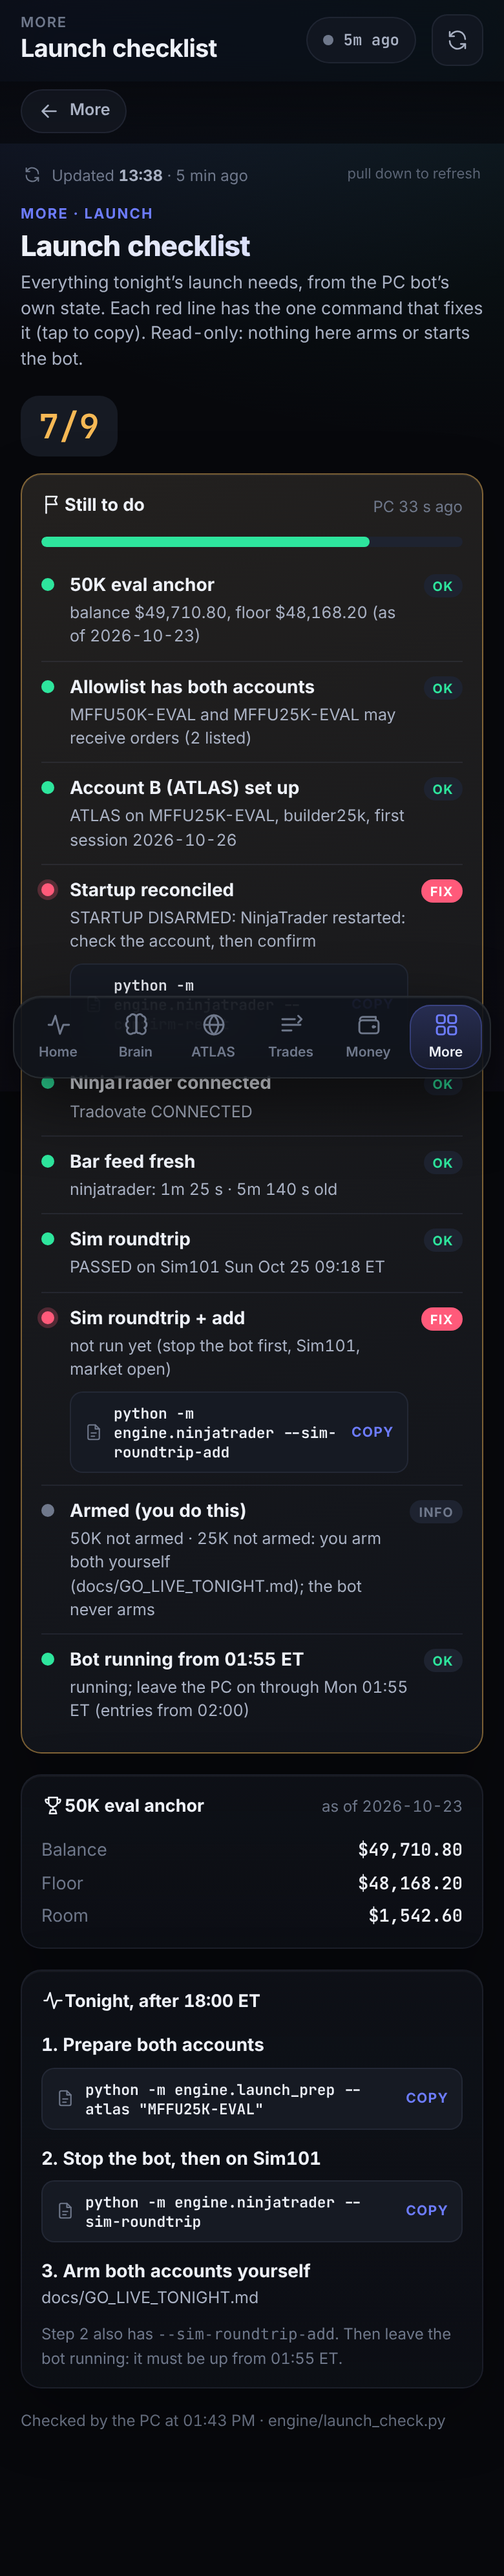 MORE
Launch checklist
5m ago
More
Updated 13:38 · 5 min ago
pull down to refresh
MORE · LAUNCH
Launch checklist
Everything tonight’s launch needs, from the PC bot’s
own state. Each red line has the one command that fixes
it (tap to copy). Read-only: nothing here arms or starts
the bot.
7/9
Still to do
PC 33 s ago
50K eval anchor
OK
balance $49,710.80, floor $48,168.20 (as
of 2026-10-23)
Allowlist has both accounts
OK
MFFU50K-EVAL and MFFU25K-EVAL may
receive orders (2 listed)
Account B (ATLAS) set up
OK
ATLAS on MFFU25K-EVAL, builder25k, first
session 2026-10-26
Startup reconciled
FIX
STARTUP DISARMED: NinjaTrader restarted:
check the account, then confirm
python -m
engine.ninjatrader --
COPY
Home
Brain
ATLAS
Trades
Money
More
NinjaTrader connected
OK
Tradovate CONNECTED
Bar feed fresh
OK
ninjatrader: 1m 25 s · 5m 140 s old
Sim roundtrip
OK
PASSED on Sim101 Sun Oct 25 09:18 ET
Sim roundtrip + add
FIX
not run yet (stop the bot first, Sim101,
market open)
python -m
engine.ninjatrader --sim-
roundtrip-add
COPY
Armed (you do this)
INFO
50K not armed · 25K not armed: you arm
both yourself
(docs/GO_LIVE_TONIGHT.md); the bot
never arms
Bot running from 01:55 ET
OK
running; leave the PC on through Mon 01:55
ET (entries from 02:00)
50K eval anchor
as of 2026-10-23
Balance
$49,710.80
Floor
$48,168.20
Room
$1,542.60
Tonight, after 18:00 ET
1. Prepare both accounts
python -m engine.launch_prep --
atlas "MFFU25K-EVAL"
COPY
2. Stop the bot, then on Sim101
python -m engine.ninjatrader --
sim-roundtrip
COPY
3. Arm both accounts yourself
docs/GO_LIVE_TONIGHT.md
Step 2 also has --sim-roundtrip-add. Then leave the
bot running: it must be up from 01:55 ET.
Checked by the PC at 01:43 PM · engine/launch_check.py